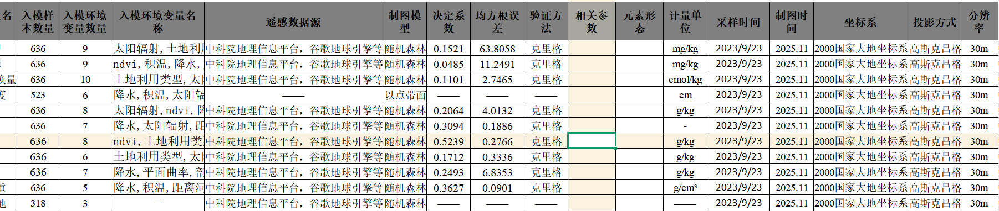 名 入模样本数量 入模环境变量数量 入模环境变量名称 遥感数据源 制图模型 决定系数 均方根误差 验证方法 相关参数 元素形态 计量单位 采样时间 制图时间 坐标系 投影方式 分辨率
636 9 太阳辐射,土地利 中科院地理信息平台，谷歌地球引擎等 随机森林 0.1521 63.8058 克里格 mg/kg 2023/9/23 2025.11 2000国家大地坐标系 高斯克吕格 30m
636 9 ndvi,积温,降水, 中科院地理信息平台，谷歌地球引擎等 随机森林 0.0485 11.2491 克里格 mg/kg 2023/9/23 2025.11 2000国家大地坐标系 高斯克吕格 30m
换量 636 10 土地利用类型,太 中科院地理信息平台，谷歌地球引擎等 随机森林 0.1101 2.7465 克里格 cmol/kg 2023/9/23 2025.11 2000国家大地坐标系 高斯克吕格 30m
度 523 6 降水,积温,太阳辐 —— 以点带面 —— —— —— cm 2023/9/23 2025.11 2000国家大地坐标系 高斯克吕格 30m
636 8 太阳辐射,ndvi,降 中科院地理信息平台，谷歌地球引擎等 随机森林 0.2064 4.0132 克里格 g/kg 2023/9/23 2025.11 2000国家大地坐标系 高斯克吕格 30m
636 7 降水,太阳辐射,距 中科院地理信息平台，谷歌地球引擎等 随机森林 0.3094 0.1886 克里格 - 2023/9/23 2025.11 2000国家大地坐标系 高斯克吕格 30m
636 8 ndvi,土地利用类 中科院地理信息平台，谷歌地球引擎等 随机森林 0.5239 0.2766 克里格 g/kg 2023/9/23 2025.11 2000国家大地坐标系 高斯克吕格 30m
636 6 土地利用类型,太 中科院地理信息平台，谷歌地球引擎等 随机森林 0.1712 0.3336 克里格 g/kg 2023/9/23 2025.11 2000国家大地坐标系 高斯克吕格 30m
636 7 降水,平面曲率,剖 中科院地理信息平台，谷歌地球引擎等 随机森林 0.2493 6.8353 克里格 g/kg 2023/9/23 2025.11 2000国家大地坐标系 高斯克吕格 30m
重 636 5 降水,积温,距离河 中科院地理信息平台，谷歌地球引擎等 随机森林 0.3627 0.0901 克里格 g/cm³ 2023/9/23 2025.11 2000国家大地坐标系 高斯克吕格 30m
地 318 3 - 中科院地理信息平台，谷歌地球引擎等 随机森林 —— —— —— —— 2023/9/23 2025.11 2000国家大地坐标系 高斯克吕格 30m